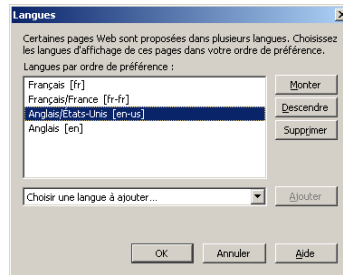 Langues
Certaines pages Web sont proposées dans plusieurs langues. Choisissez
les langues d'affichage de ces pages dans votre ordre de préférence.
Langues par ordre de préférence :
Français [fr]
Français/France [fr-fr]
Anglais/États-Unis [en-us]
Anglais [en]
Monter
Descendre
Supprimer
Choisir une langue à ajouter...
Ajouter
OK
Annuler
Aide